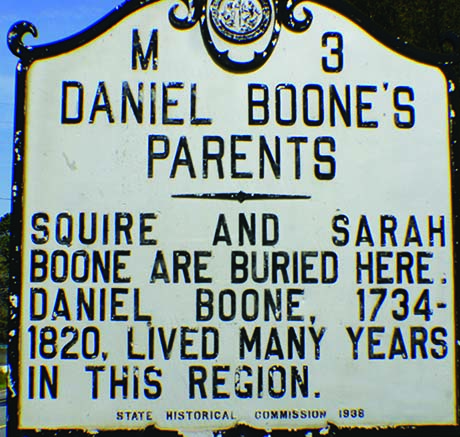 M 3
DANIEL BOONE'S
PARENTS
SQUIRE AND SARAH
BOONE ARE BURIED HERE.
DANIEL BOONE, 1734-
1820, LIVED MANY YEARS
IN THIS REGION.
STATE HISTORICAL COMMISSION 1938